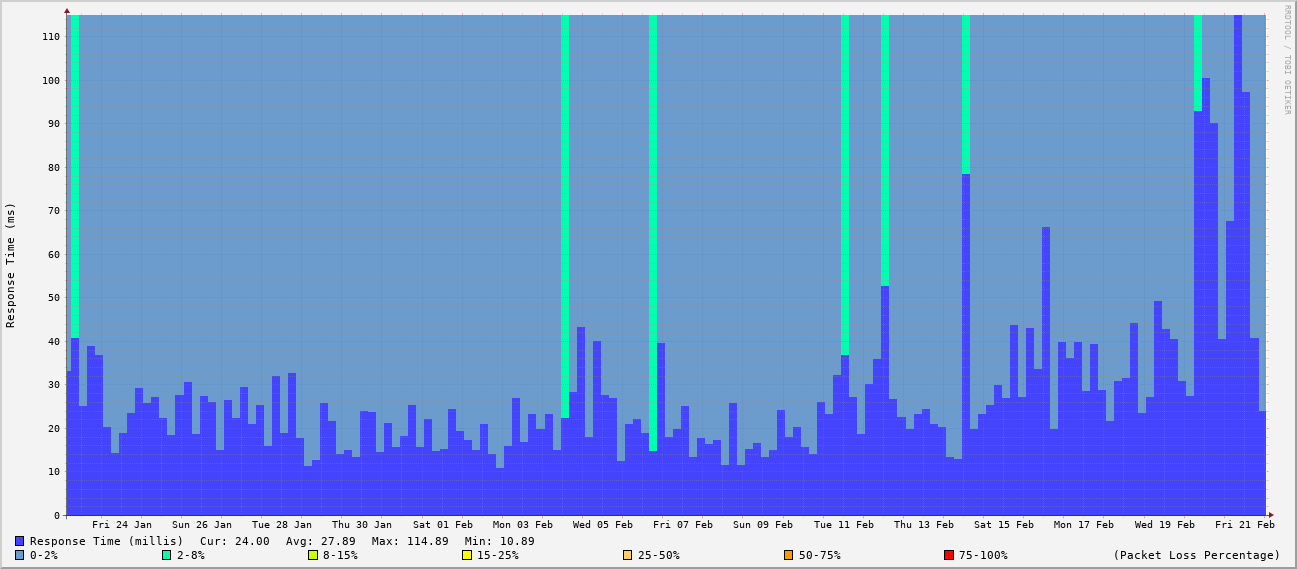 RRDTOOL / TOBI OETIKER
Response Time (ms)
110
100
90
80
70
60
50
40
30
20
10
0
Fri 24 Jan Sun 26 Jan Tue 28 Jan Thu 30 Jan Sat 01 Feb Mon 03 Feb Wed 05 Feb Fri 07 Feb Sun 09 Feb Tue 11 Feb Thu 13 Feb Sat 15 Feb Mon 17 Feb Wed 19 Feb Fri 21 Feb
Response Time (millis) Cur: 24.00 Avg: 27.89 Max: 114.89 Min: 10.89
0-2% 2-8% 8-15% 15-25% 25-50% 50-75% 75-100% (Packet Loss Percentage)